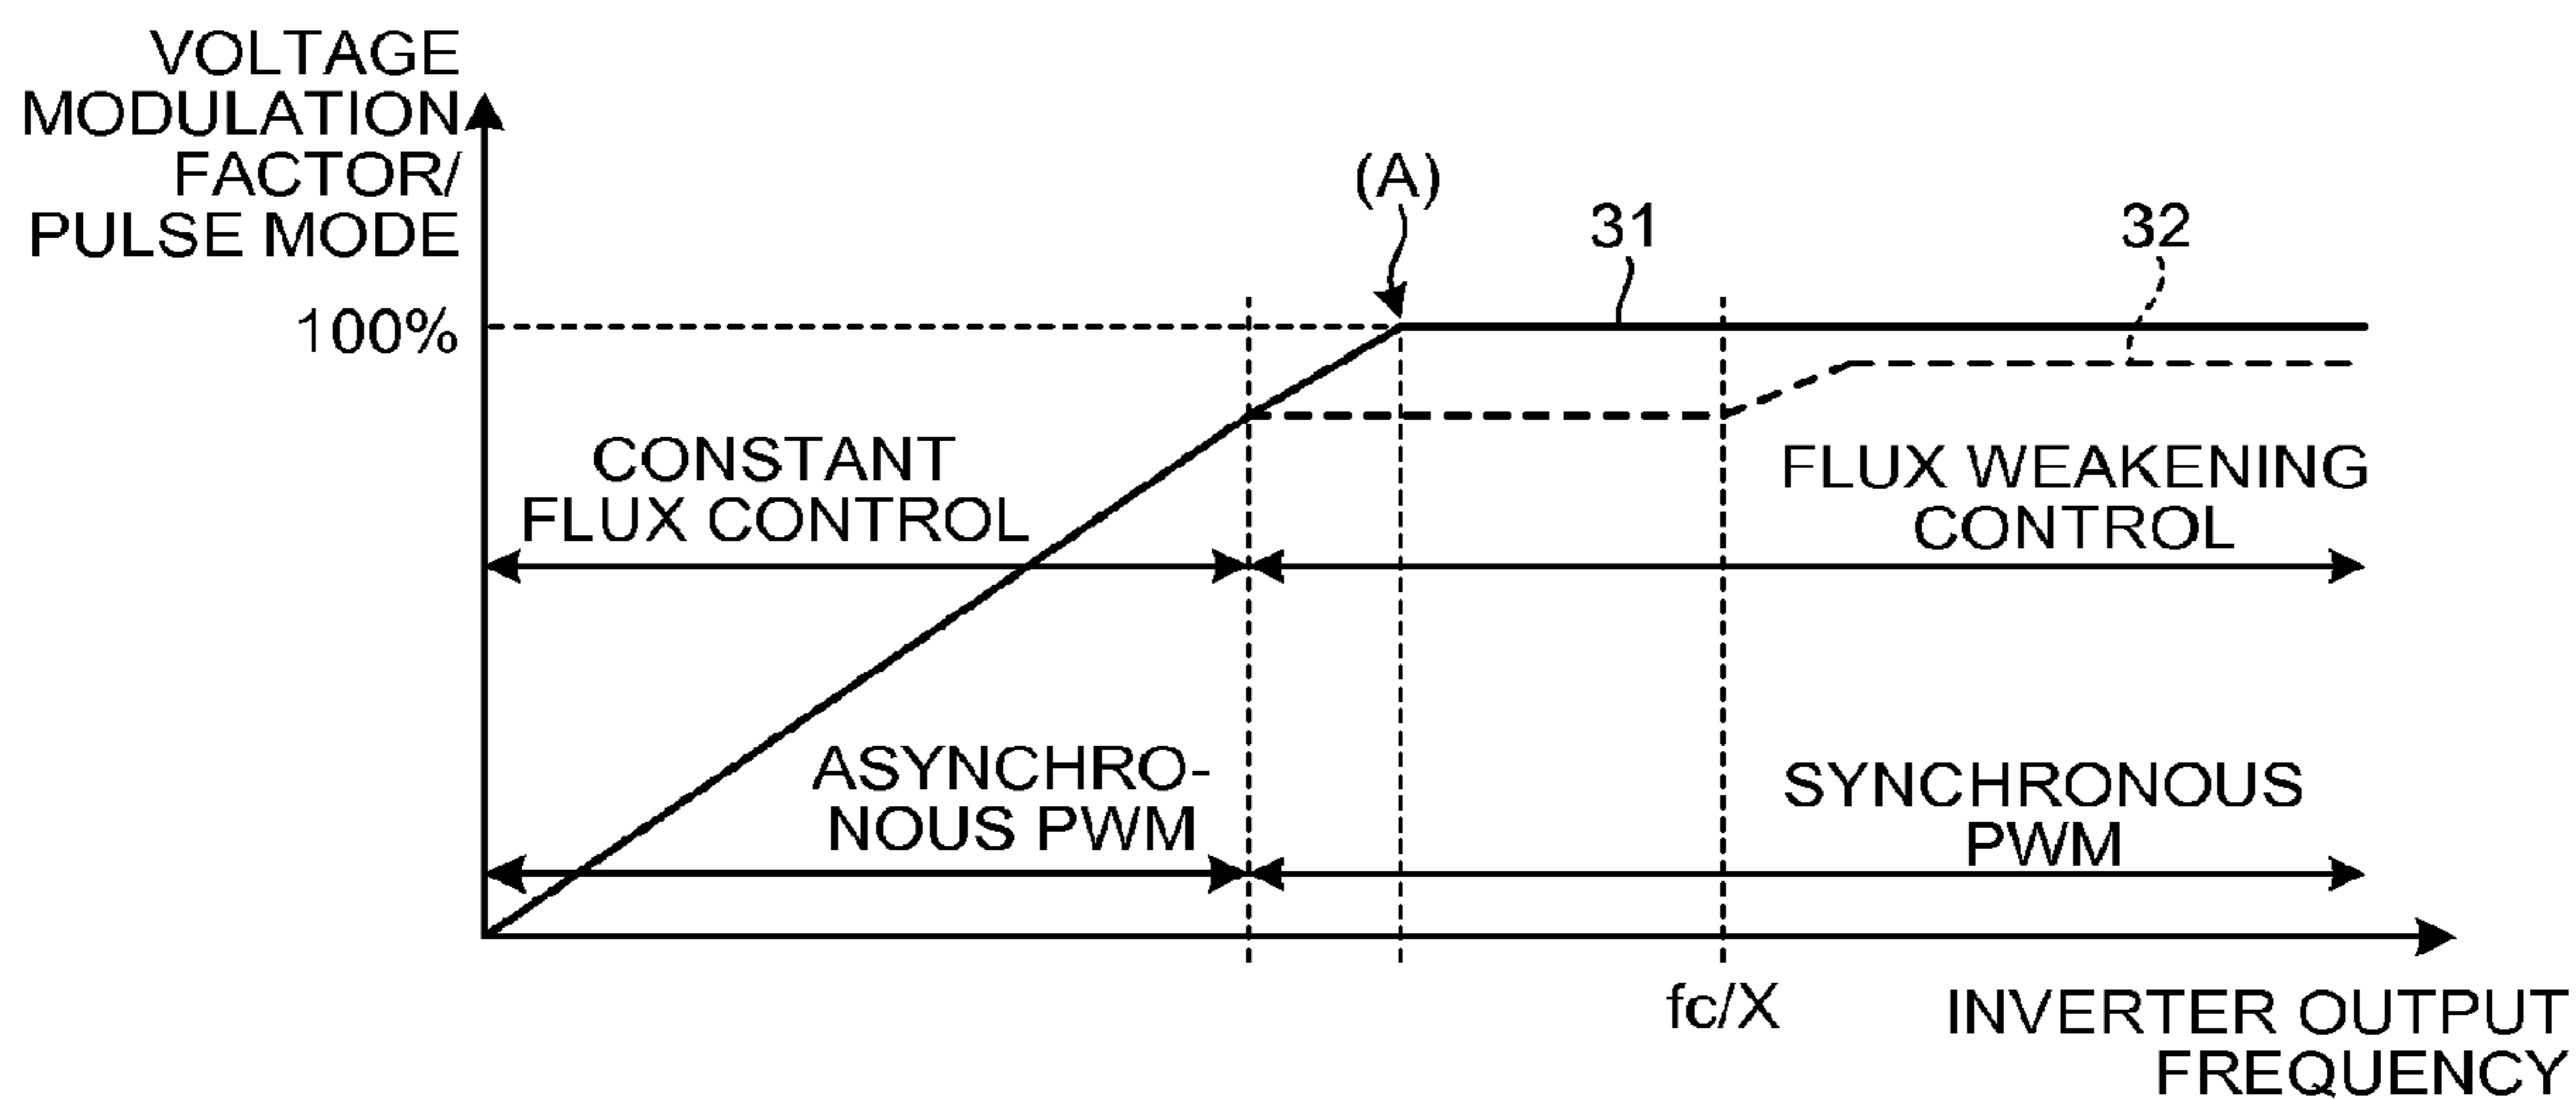 VOLTAGE
MODULATION
FACTOR/
PULSE MODE
100%
(A)
31
32
CONSTANT
FLUX CONTROL
FLUX WEAKENING
CONTROL
ASYNCHRO-
NOUS PWM
SYNCHRONOUS
PWM
fc/X
INVERTER OUTPUT
FREQUENCY